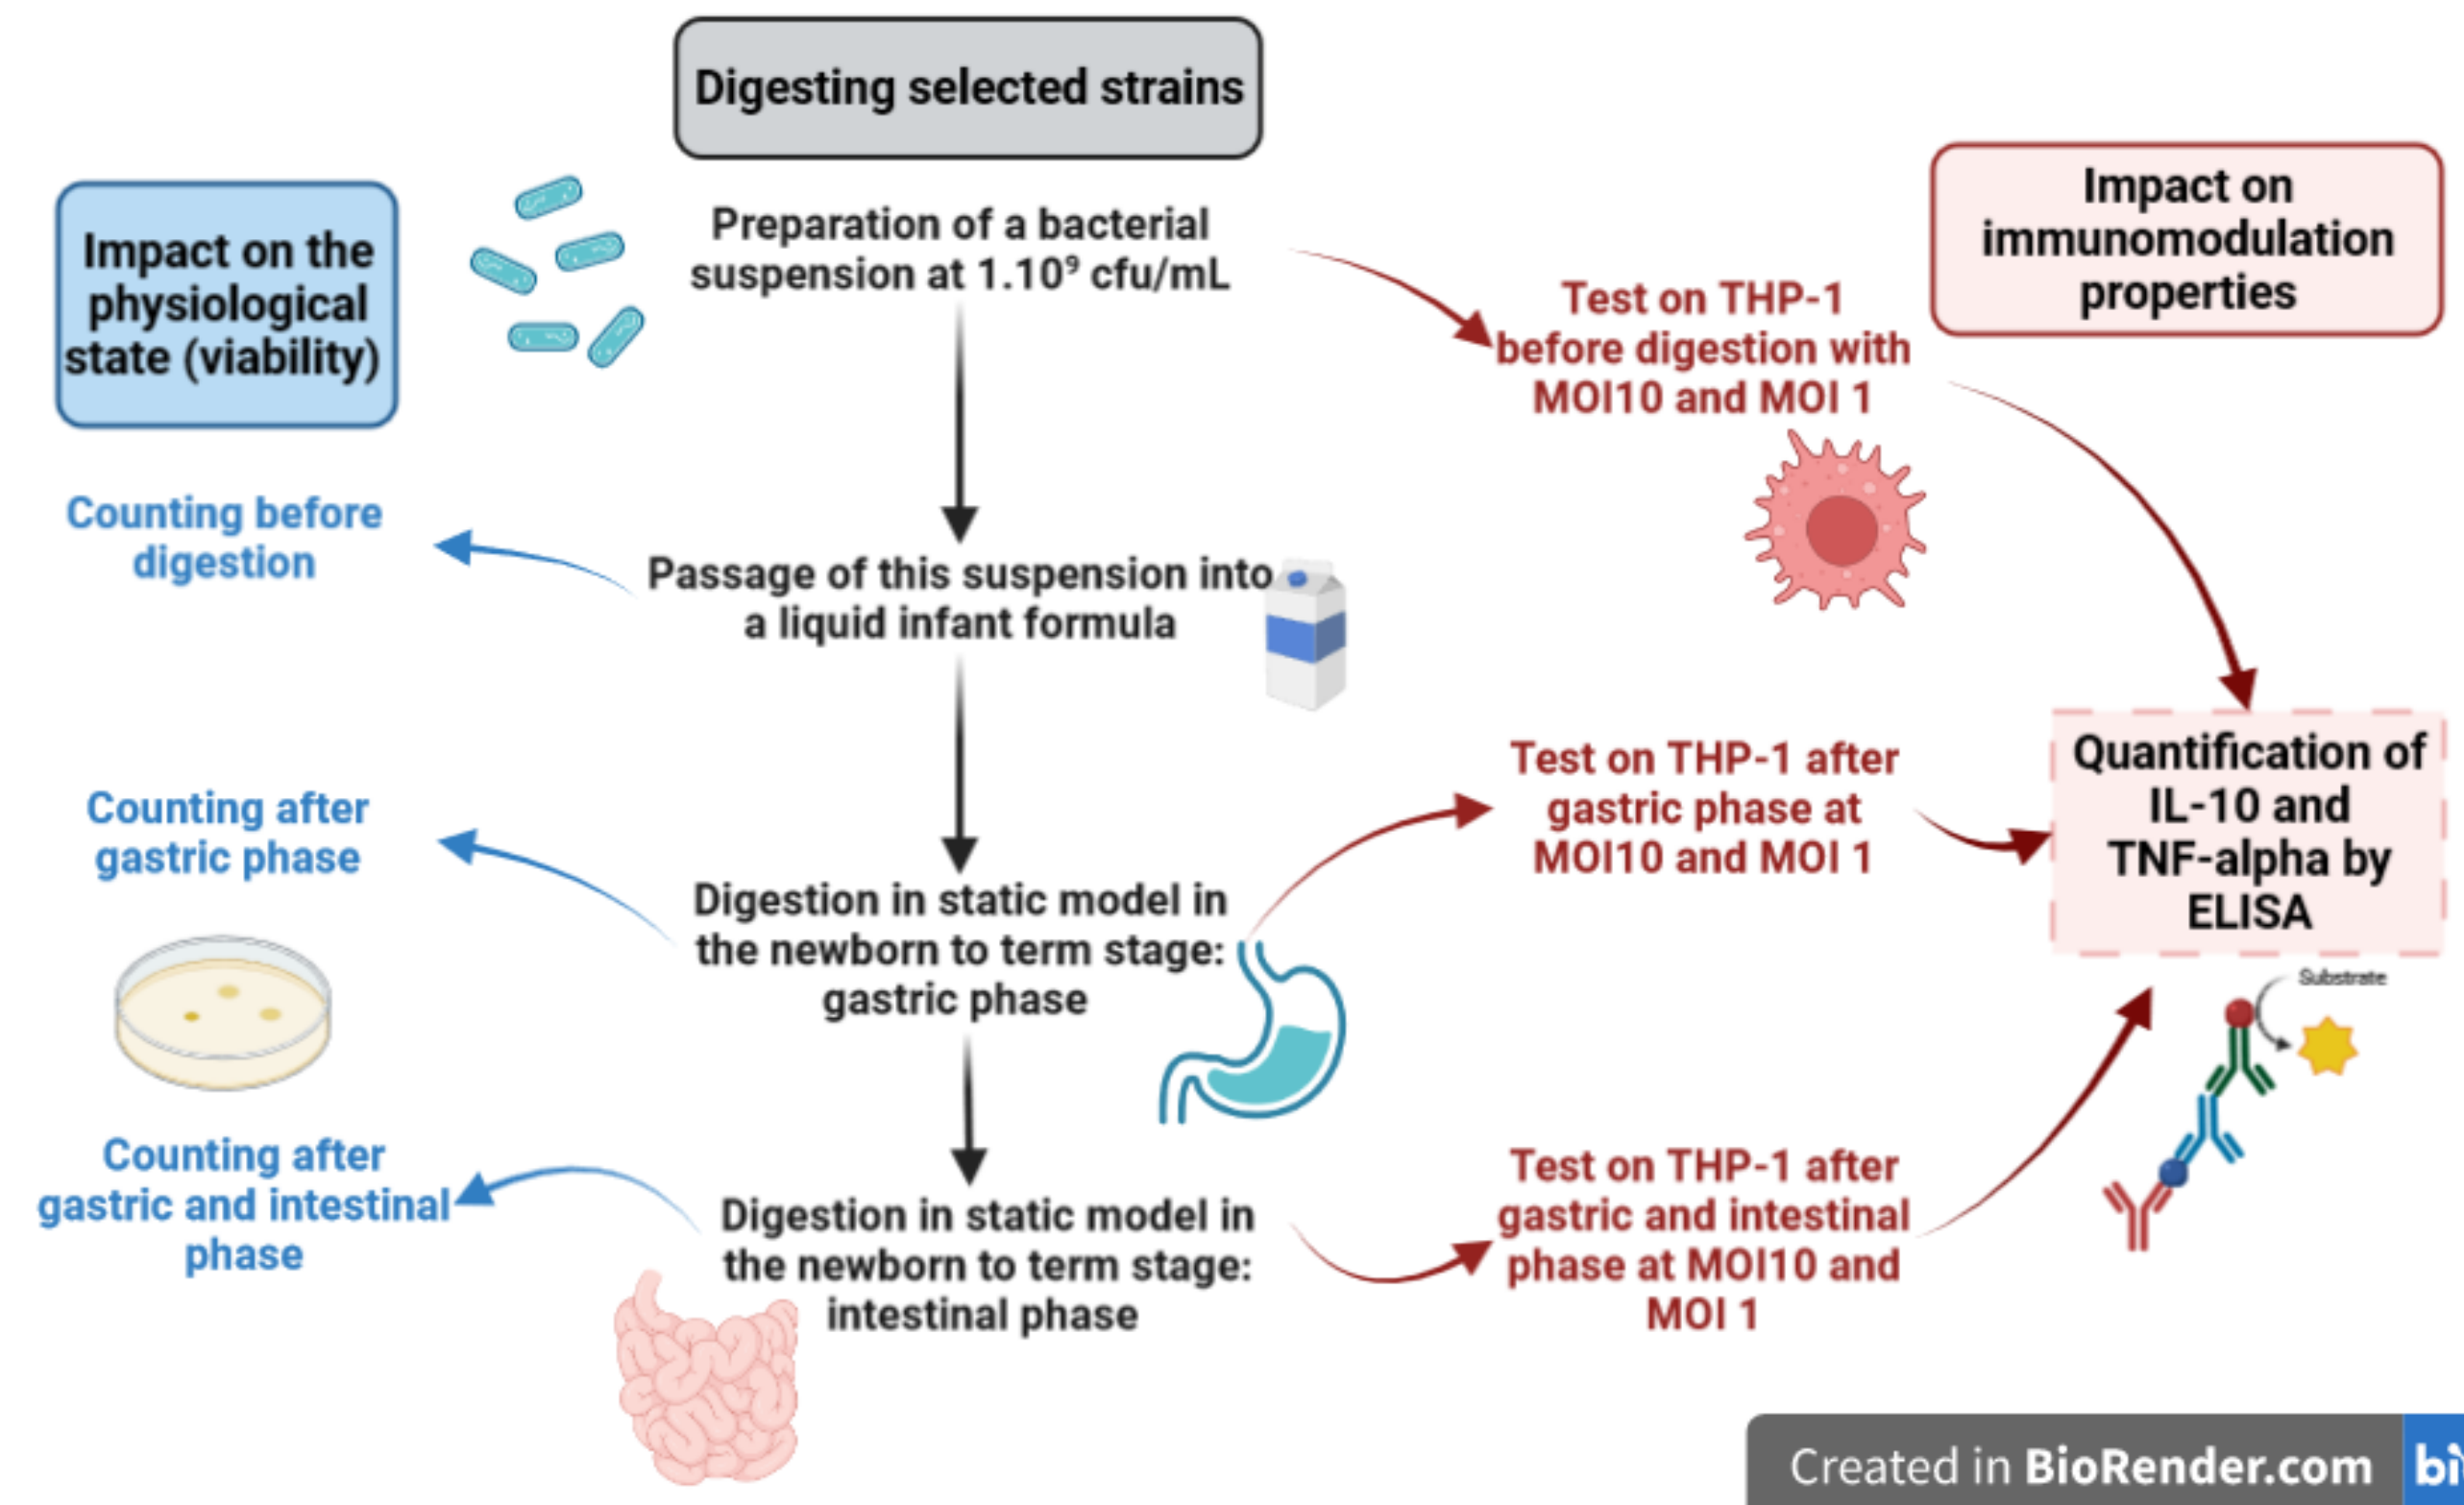 Digesting selected strains
Impact on the
physiological
state (viability)
Preparation of a bacterial
suspension at 1.10⁹ cfu/mL
Impact on
immunomodulation
properties
Test on THP-1
before digestion with
MOI10 and MOI 1
Counting before
digestion
Passage of this suspension into
a liquid infant formula
Counting after
gastric phase
Digestion in static model in
the newborn to term stage:
gastric phase
Test on THP-1 after
gastric phase at
MOI10 and MOI 1
Quantification of
IL-10 and
TNF-alpha by
ELISA
Substrate
Counting after
gastric and intestinal
phase
Digestion in static model in
the newborn to term stage:
intestinal phase
Test on THP-1 after
gastric and intestinal
phase at MOI10 and
MOI 1
Created in BioRender.com